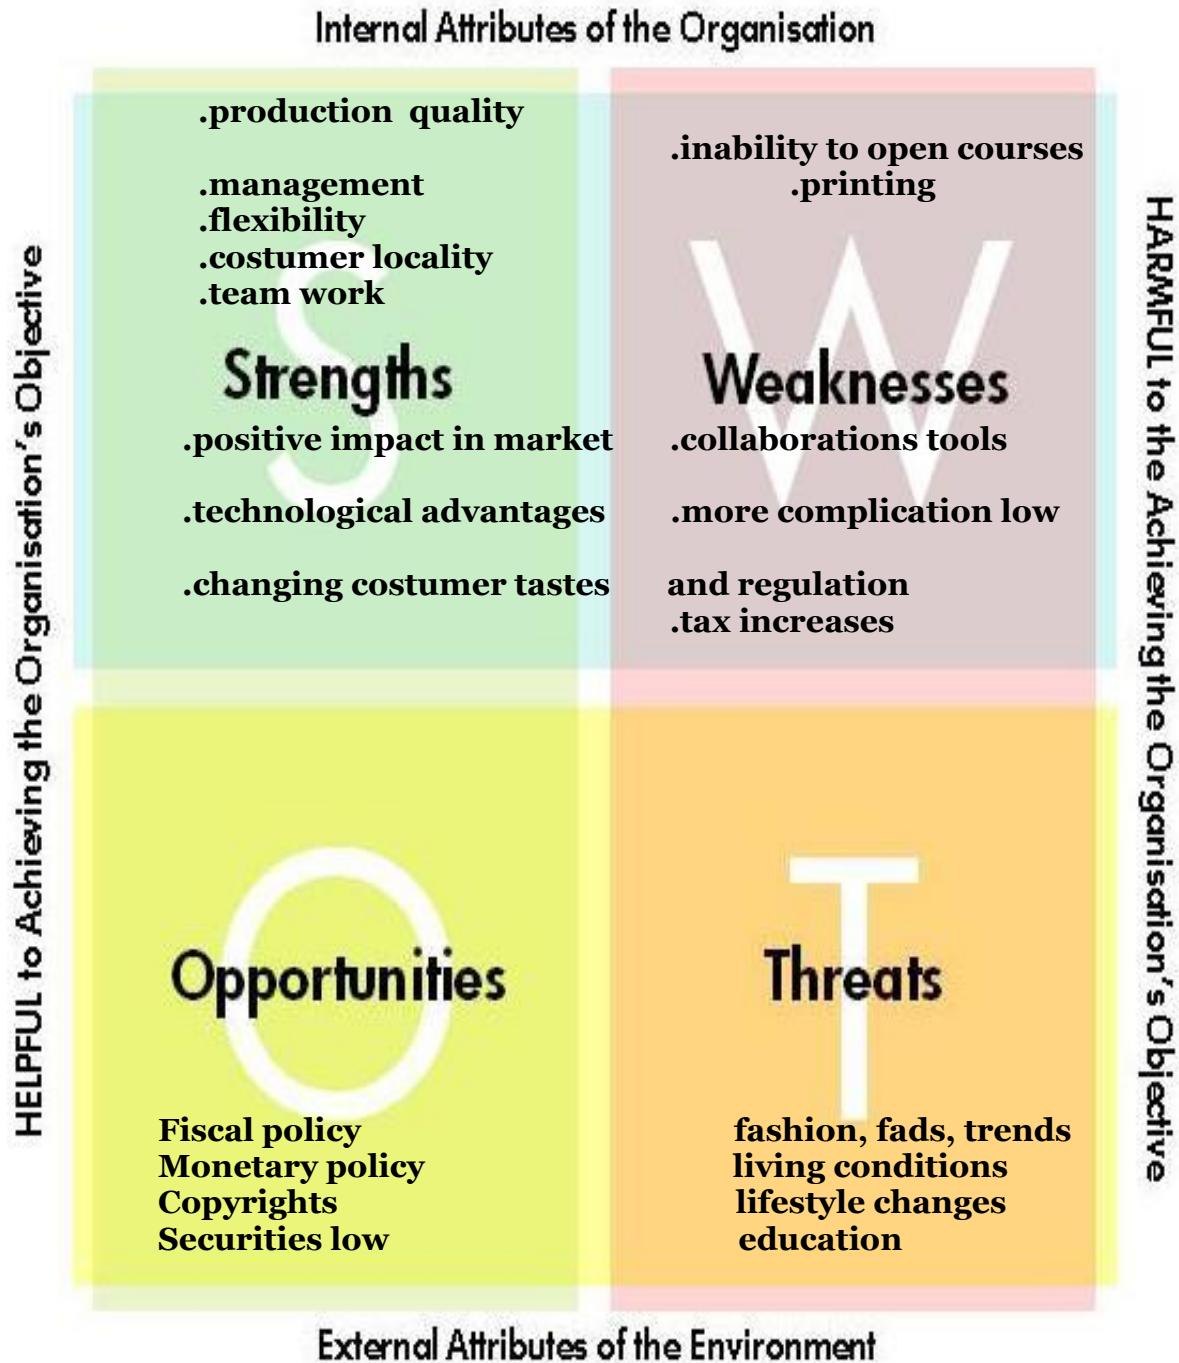 Internal Attributes of the Organisation
HELPFUL to Achieving the Organisation's Objective
.production quality
.management
.flexibility
.costumer locality
.team work
S
Strengths
.positive impact in market
.technological advantages
.changing costumer tastes
.inability to open courses
.printing
W
Weaknesses
.collaborations tools
.more complication low
and regulation
.tax increases
HARMFUL to the Achieving the Organisation's Objective
O
Opportunities
Fiscal policy
Monetary policy
Copyrights
Securities low
T
Threats
fashion, fads, trends
living conditions
lifestyle changes
education
External Attributes of the Environment